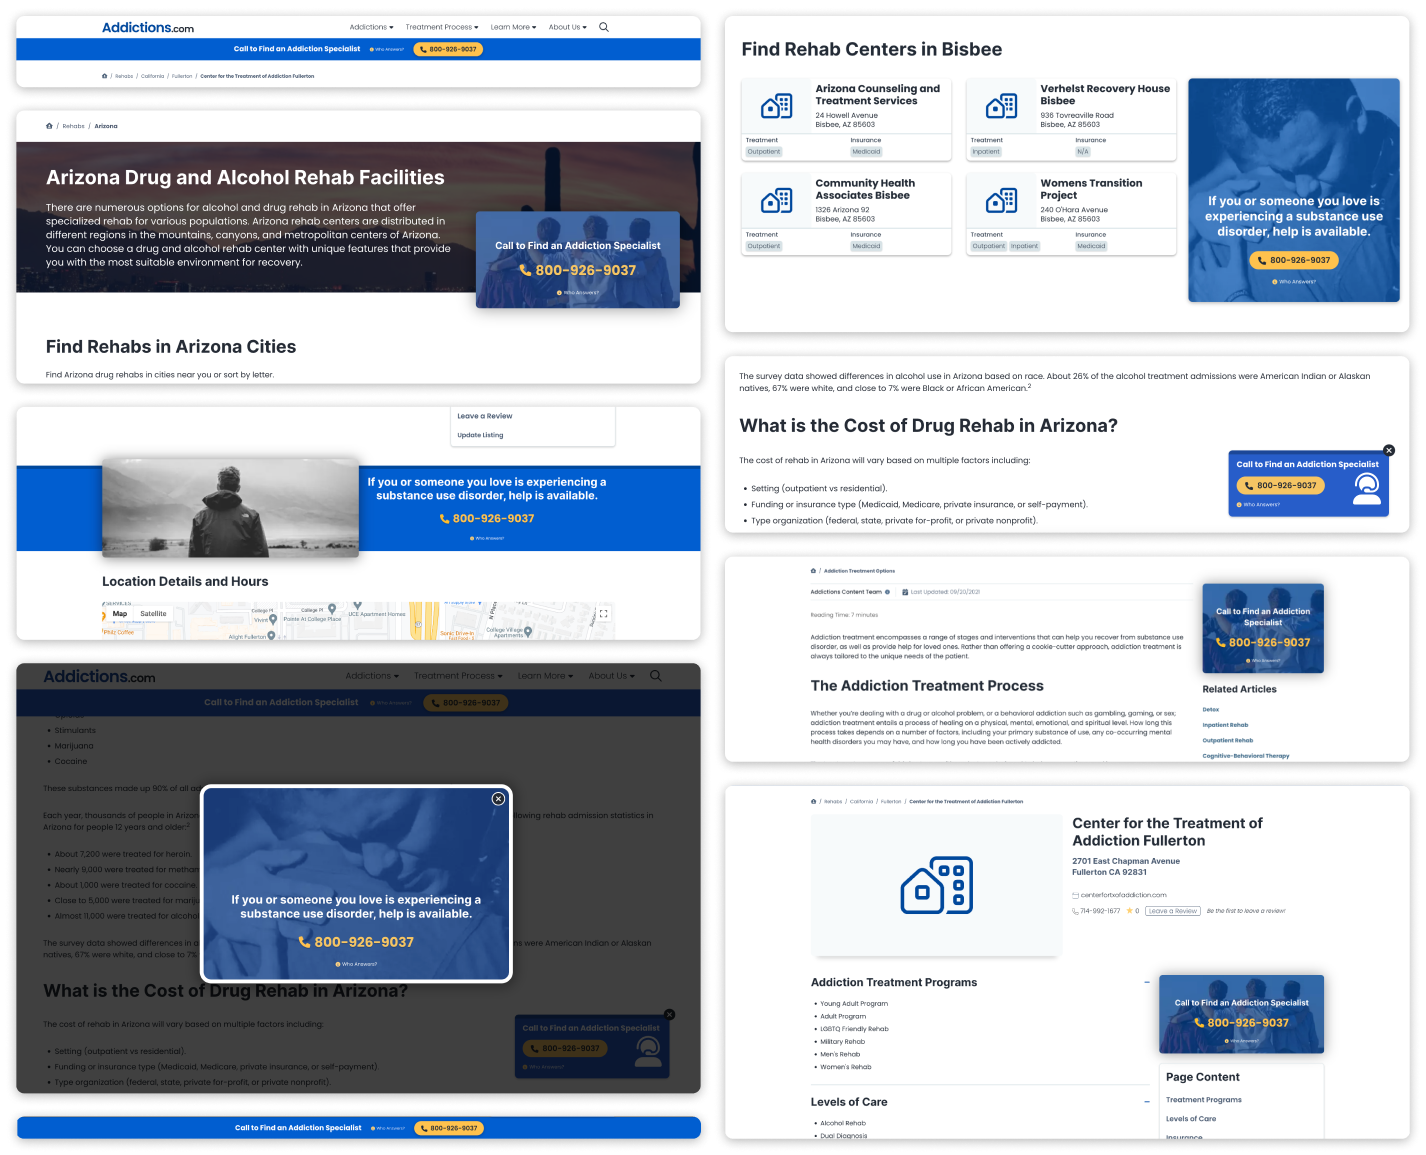 Addictions.com
Addictions Treatment Process Learn More About Us
Call to Find an Addiction Specialist Who Answers? 800-926-9037
/ Rehabs / California / Fullerton / Center for the Treatment of Addiction Fullerton
/ Rehabs / Arizona
Arizona Drug and Alcohol Rehab Facilities
There are numerous options for alcohol and drug rehab in Arizona that offer
specialized rehab for various populations. Arizona rehab centers are distributed in
different regions in the mountains, canyons, and metropolitan centers of Arizona.
You can choose a drug and alcohol rehab center with unique features that provide
you with the most suitable environment for recovery.
Call to Find an Addiction Specialist
800-926-9037
Who Answers?
Find Rehabs in Arizona Cities
Find Arizona drug rehabs in cities near you or sort by letter.
Leave a Review
Update Listing
If you or someone you love is experiencing a
substance use disorder, help is available.
800-926-9037
Who Answers?
Location Details and Hours
Map Satellite
College Pl
College Pl
Vivint
Pointe At College Place
UCE Apartment Homes
Philz Coffee
Alight Fullerton
Sonic Drive-in
College Village
Apartments
N Pl
Addictions.com
Addictions Treatment Process Learn More About Us
Call to Find an Addiction Specialist Who Answers? 800-926-9037
Stimulants
Marijuana
Cocaine
These substances made up 90% of all ad
Each year, thousands of people in Arizon
llowing rehab admission statistics in
Arizona for people 12 years and older:2
About 7,200 were treated for heroin.
Nearly 9,000 were treated for metham
About 1,000 were treated for cocaine.
Close to 5,000 were treated for mariju
Almost 11,000 were treated for alcoho
The survey data showed differences in a
ns were American Indian or Alaskan
natives, 67% were white, and close to 7%
If you or someone you love is experiencing a
substance use disorder, help is available.
800-926-9037
Who Answers?
What is the Cost of Drug Rehab in Arizona?
The cost of rehab in Arizona will vary based on multiple factors including:
Setting (outpatient vs residential).
Funding or insurance type (Medicaid, Medicare, private insurance, or self-payment).
Type organization (federal, state, private for-profit, or private nonprofit).
Call to Find an Addiction Specialist
800-926-9037
Who Answers?
Call to Find an Addiction Specialist Who Answers? 800-926-9037
Find Rehab Centers in Bisbee
Arizona Counseling and
Treatment Services
24 Howell Avenue
Bisbee, AZ 85603
Treatment Insurance
Outpatient Medicaid
Verhelst Recovery House
Bisbee
936 Tovreaville Road
Bisbee, AZ 85603
Treatment Insurance
Inpatient N/A
Community Health
Associates Bisbee
1326 Arizona 92
Bisbee, AZ 85603
Treatment Insurance
Outpatient Medicaid
Womens Transition
Project
240 O'Hara Avenue
Bisbee, AZ 85603
Treatment Insurance
Outpatient Inpatient Medicaid
If you or someone you love is
experiencing a substance use
disorder, help is available.
800-926-9037
Who Answers?
The survey data showed differences in alcohol use in Arizona based on race. About 26% of the alcohol treatment admissions were American Indian or Alaskan
natives, 67% were white, and close to 7% were Black or African American.2
What is the Cost of Drug Rehab in Arizona?
The cost of rehab in Arizona will vary based on multiple factors including:
Setting (outpatient vs residential).
Funding or insurance type (Medicaid, Medicare, private insurance, or self-payment).
Type organization (federal, state, private for-profit, or private nonprofit).
Call to Find an Addiction Specialist
800-926-9037
Who Answers?
/ Addiction Treatment Options
Addictions Content Team Last Updated: 09/20/2021
Reading Time: 7 minutes
Addiction treatment encompasses a range of stages and interventions that can help you recover from substance use
disorder, as well as provide help for loved ones. Rather than offering a cookie-cutter approach, addiction treatment is
always tailored to the unique needs of the patient.
The Addiction Treatment Process
Whether you're dealing with a drug or alcohol problem, or a behavioral addiction such as gambling, gaming, or sex;
addiction treatment entails a process of healing on a physical, mental, emotional, and spiritual level. How long this
process takes depends on a number of factors, including your primary substance of use, any co-occurring mental
health disorders you may have, and how long you have been actively addicted.
Call to Find an Addiction
Specialist
800-926-9037
Who Answers?
Related Articles
Detox
Inpatient Rehab
Outpatient Rehab
Cognitive-Behavioral Therapy
/ Rehabs / California / Fullerton / Center for the Treatment of Addiction Fullerton
Center for the Treatment of
Addiction Fullerton
2701 East Chapman Avenue
Fullerton CA 92831
centerfortxofaddiction.com
714-992-1677 0 Leave a Review Be the first to leave a review!
Addiction Treatment Programs
Young Adult Program
Adult Program
LGBTQ Friendly Rehab
Military Rehab
Men's Rehab
Women's Rehab
Levels of Care
Alcohol Rehab
Dual Diagnosis
Call to Find an Addiction Specialist
800-926-9037
Who Answers?
Page Content
Treatment Programs
Levels of Care
Insurance